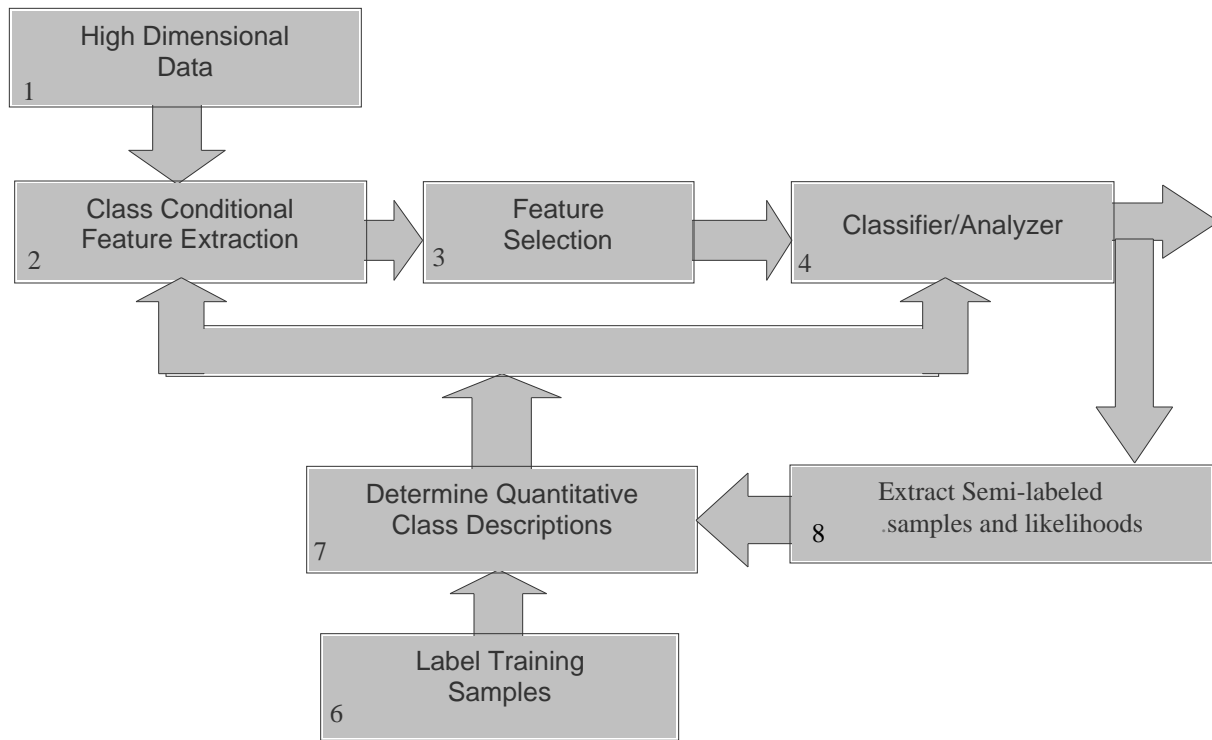 High Dimensional
Data
1
Class Conditional
Feature Extraction
2
Feature
Selection
3
Classifier/Analyzer
4
Determine Quantitative
Class Descriptions
7
Extract Semi-labeled
.samples and likelihoods
8
Label Training
Samples
6